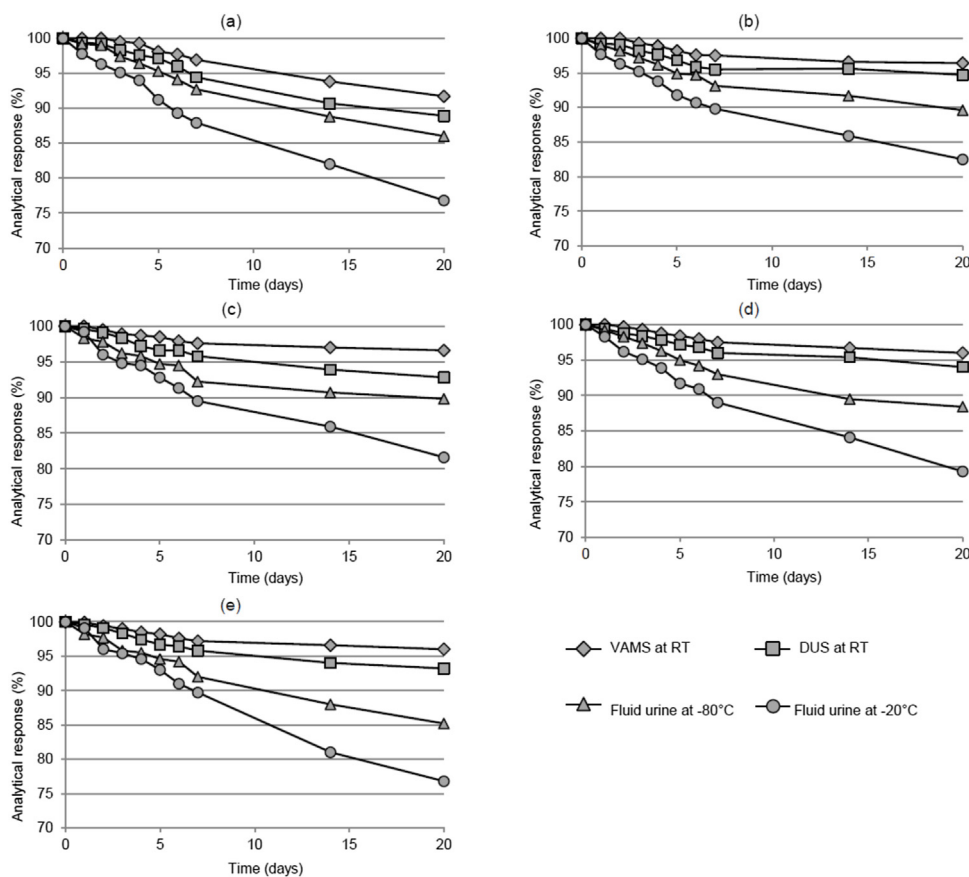 (a)
Analytical response (%)
100
95
90
85
80
75
70
0 5 10 15 20
Time (days)
(b)
Analytical response (%)
100
95
90
85
80
75
70
0 5 10 15 20
Time (days)
(c)
Analytical response (%)
100
95
90
85
80
75
70
0 5 10 15 20
Time (days)
(d)
Analytical response (%)
100
95
90
85
80
75
70
0 5 10 15 20
Time (days)
(e)
Analytical response (%)
100
95
90
85
80
75
70
0 5 10 15 20
Time (days)
VAMS at RT
DUS at RT
Fluid urine at -80°C
Fluid urine at -20°C